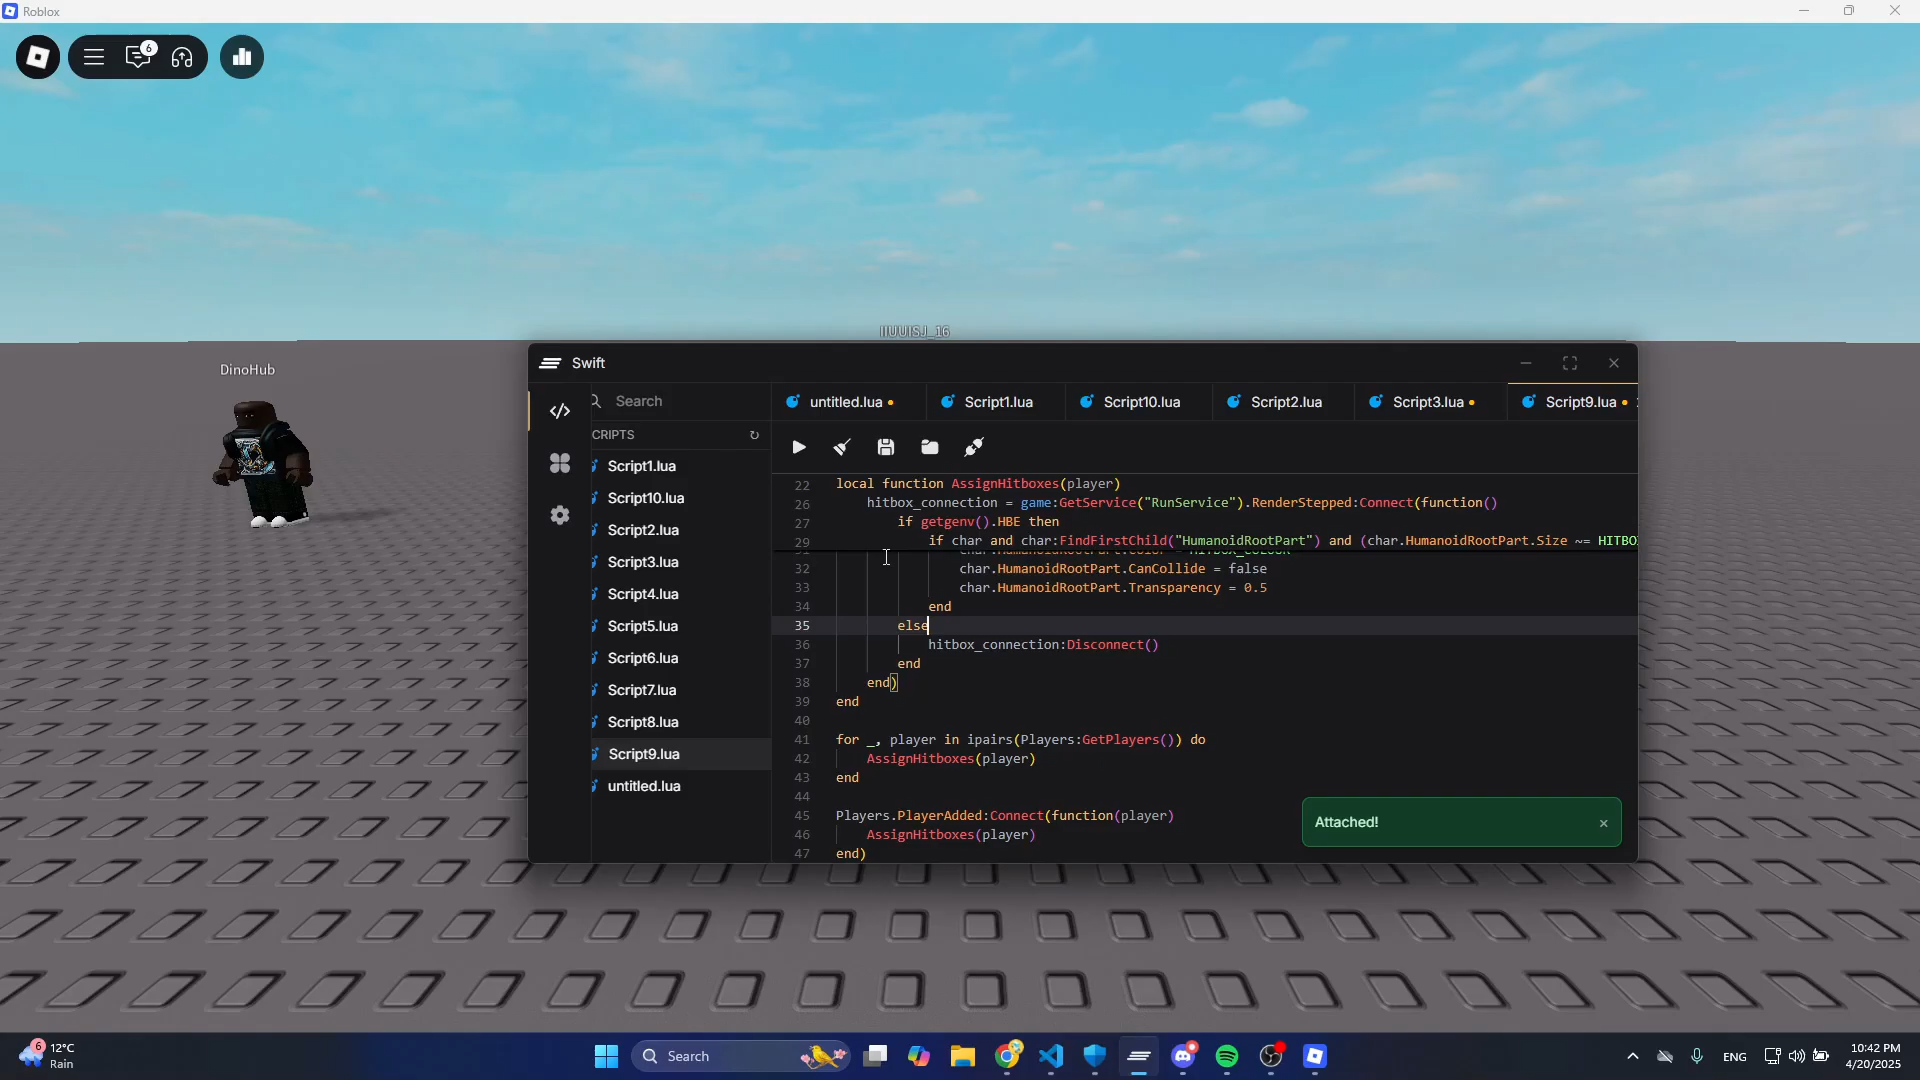 Roblox
6
DinoHub
IIUUISJ_16
Swift
Search
CRIPTS
Script1.lua
Script10.lua
Script2.lua
Script3.lua
Script4.lua
Script5.lua
Script6.lua
Script7.lua
Script8.lua
Script9.lua
untitled.lua
untitled.lua
Script1.lua
Script10.lua
Script2.lua
Script3.lua
Script9.lua
22 local function AssignHitboxes(player)
26 hitbox_connection = game:GetService("RunService").RenderStepped:Connect(function()
27 if getgenv().HBE then
29 if char and char:FindFirstChild("HumanoidRootPart") and (char.HumanoidRootPart.Size ~= HITBO
32 char.HumanoidRootPart.CanCollide = false
33 char.HumanoidRootPart.Transparency = 0.5
34 end
35 else
36 hitbox_connection:Disconnect()
37 end
38 end)
39 end
40
41 for _, player in ipairs(Players:GetPlayers()) do
42 AssignHitboxes(player)
43 end
44
45 Players.PlayerAdded:Connect(function(player)
46 AssignHitboxes(player)
47 end)
Attached!
6
12°C
Rain
Search
ENG
10:42 PM
4/20/2025